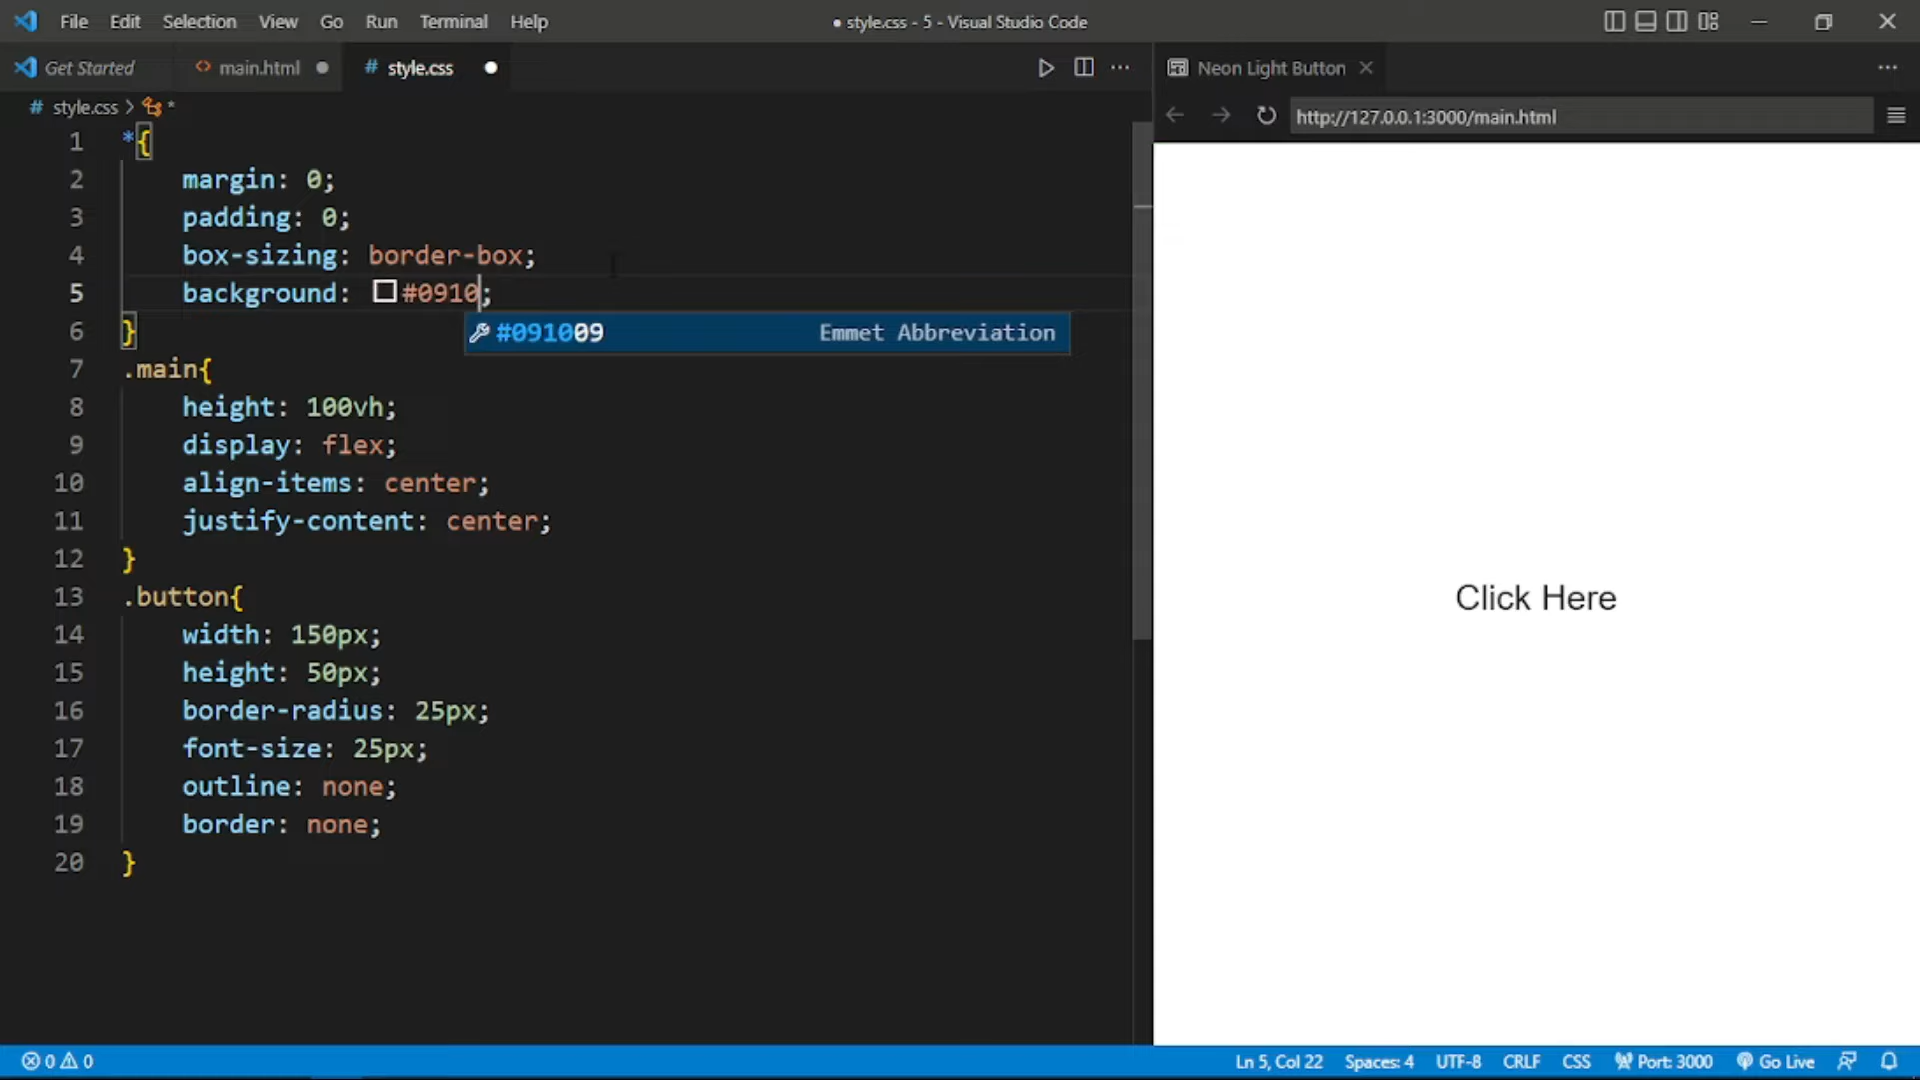 File Edit Selection View Go Run Terminal Help ● style.css - 5 - Visual Studio Code
Get Started <> main.html ● # style.css ●
Neon Light Button
# style.css > *
http://127.0.0.1:3000/main.html
1 *{
2 margin: 0;
3 padding: 0;
4 box-sizing: border-box;
5 background: #0910;
#091009 Emmet Abbreviation
6 }
7 .main{
8 height: 100vh;
9 display: flex;
10 align-items: center;
11 justify-content: center;
12 }
13 .button{
14 width: 150px;
15 height: 50px;
16 border-radius: 25px;
17 font-size: 25px;
18 outline: none;
19 border: none;
20 }
Click Here
0 0 Ln 5, Col 22 Spaces: 4 UTF-8 CRLF CSS Port: 3000 Go Live